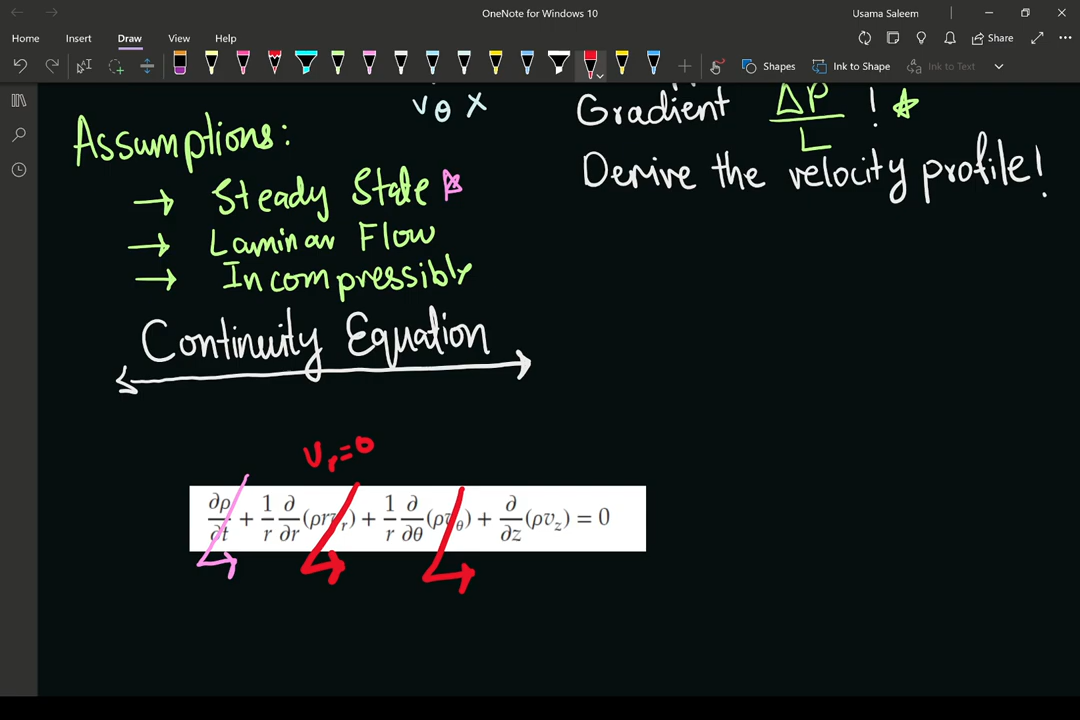 OneNote for Windows 10
Usama Saleem
Home Insert Draw View Help
Share
Shapes
Ink to Shape
Ink to Text
vθ X
Gradient ΔP/L !
Derive the velocity profile!
Assumptions:
→ Steady State
→ Laminar Flow
→ Incompressibly
Continuity Equation
Vr=0
∂ρ/∂t + 1/r ∂/∂r (ρrvr) + 1/r ∂/∂θ (ρvθ) + ∂/∂z (ρvz) = 0